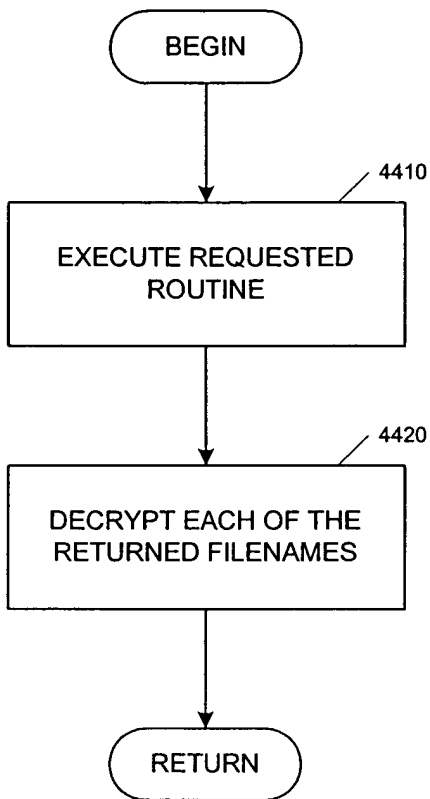 BEGIN
4410
EXECUTE REQUESTED
ROUTINE
4420
DECRYPT EACH OF THE
RETURNED FILENAMES
RETURN